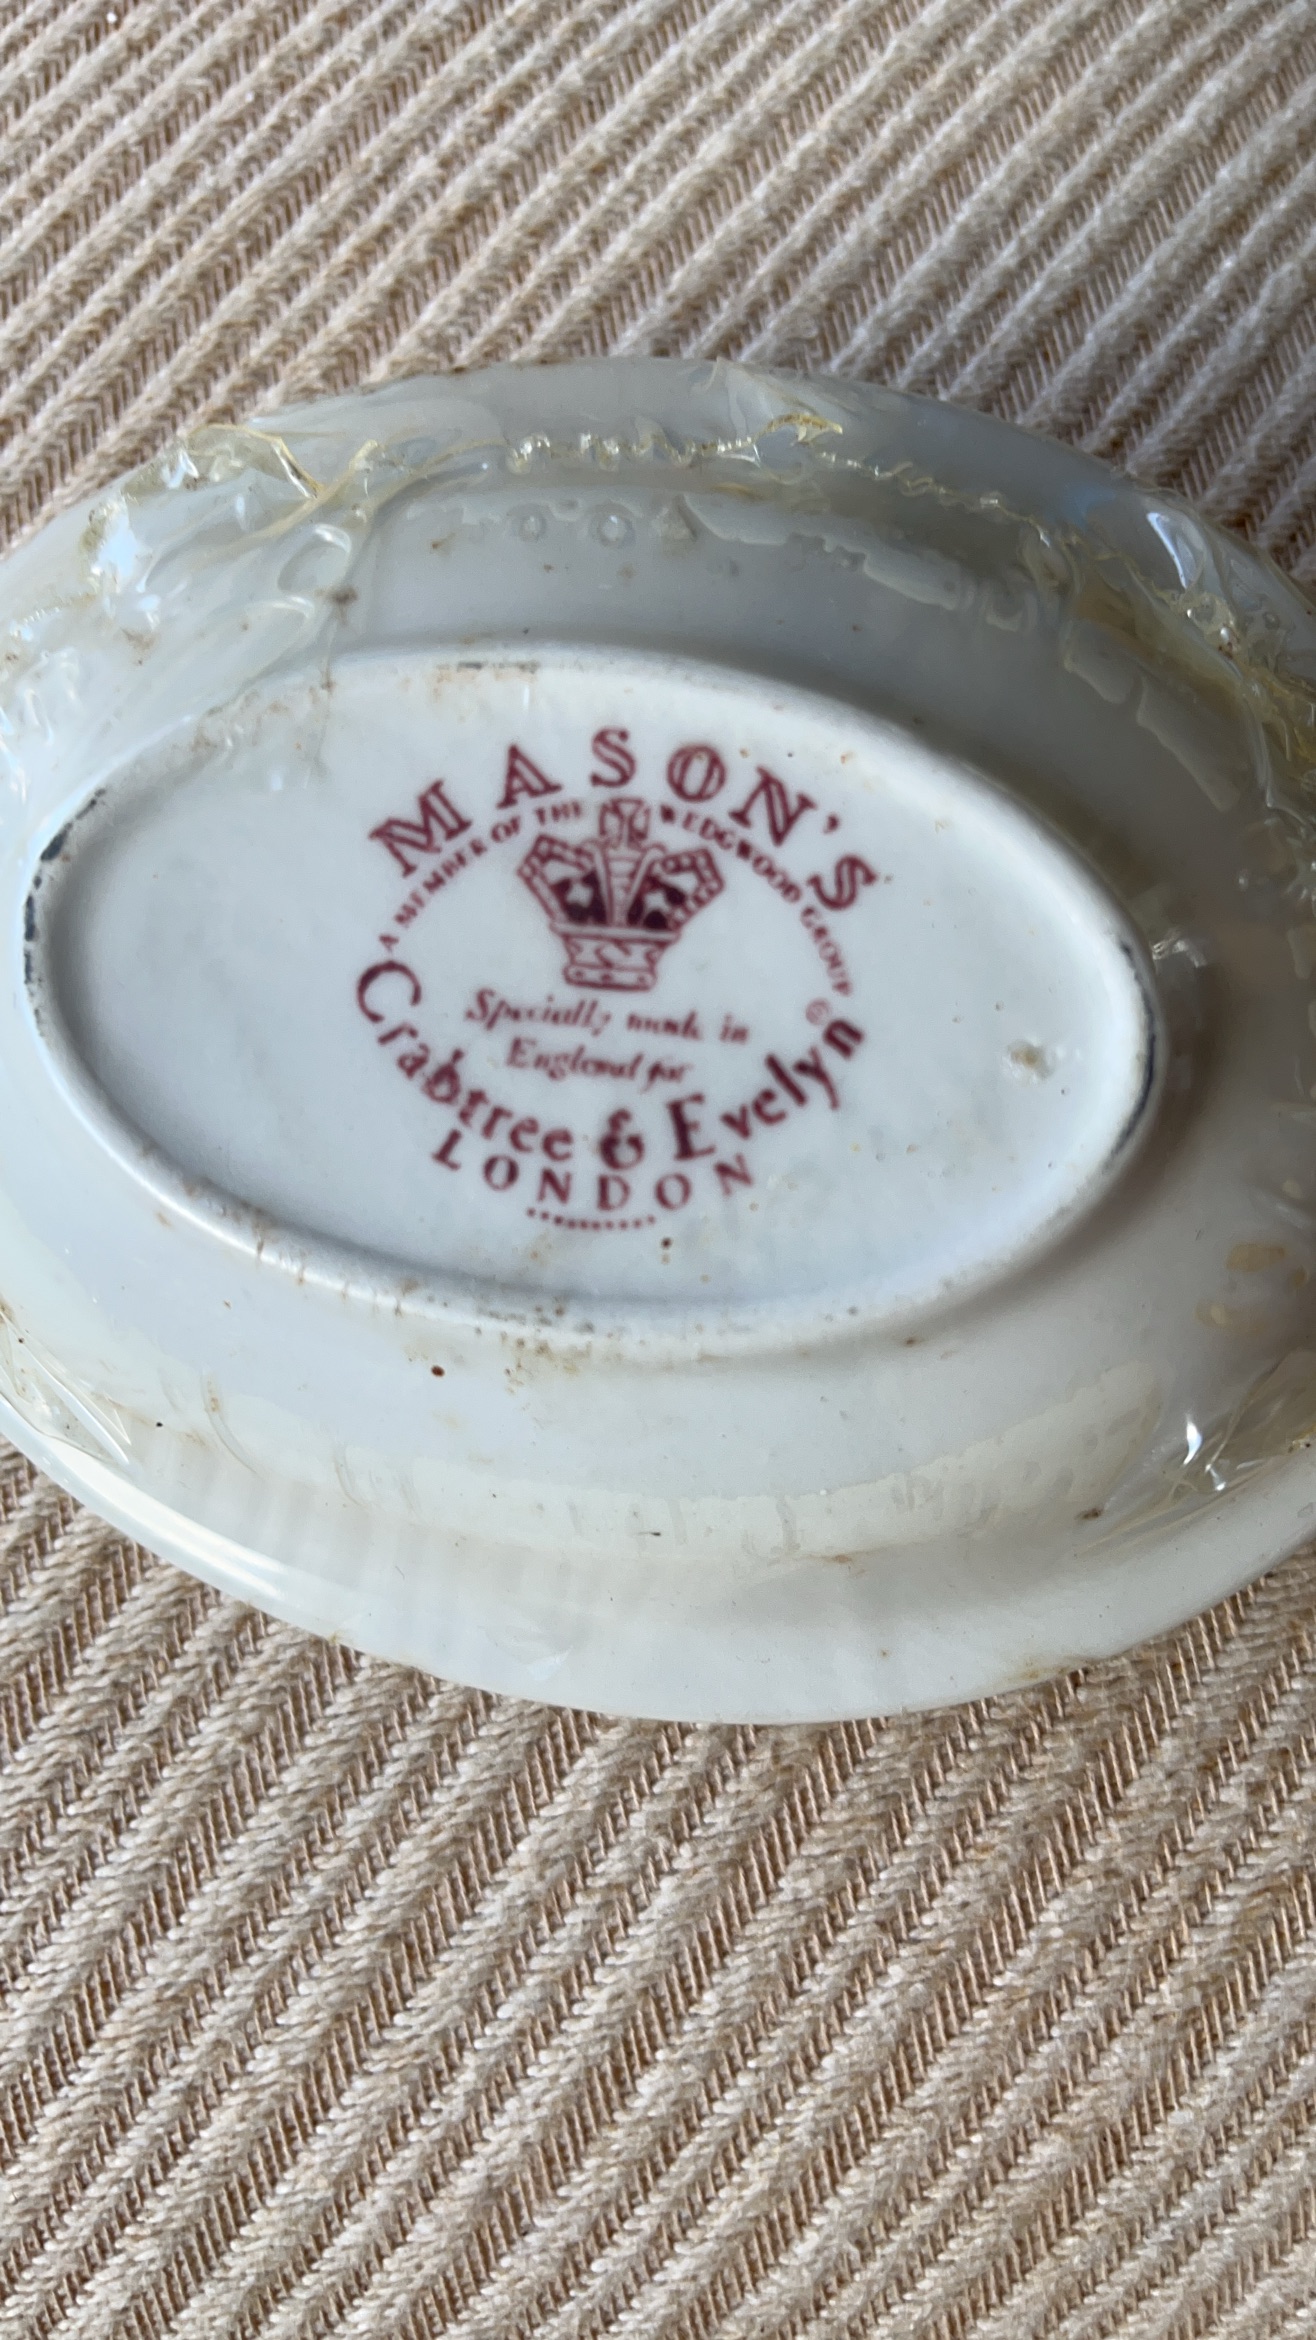 MASON'S
A MEMBER OF THE WEDGWOOD GROUP ©
Specially made in
England for
Crabtree & Evelyn
LONDON